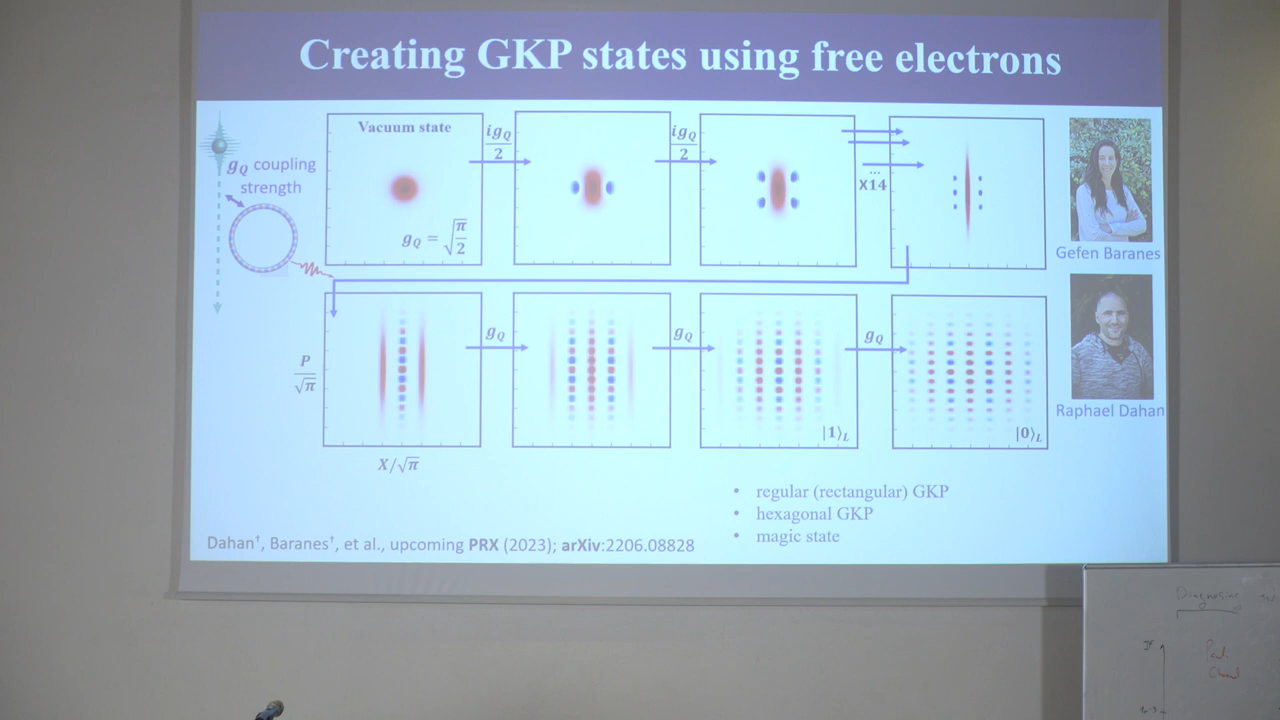 Creating GKP states using free electrons
g_Q coupling
strength
Vacuum state
g_Q = √(π/2)
ig_Q/2
ig_Q/2
...
X14
Gefen Baranes
P/√π
X/√π
g_Q
g_Q
|1⟩_L
g_Q
|0⟩_L
Raphael Dahan
• regular (rectangular) GKP
• hexagonal GKP
• magic state
Dahan†, Baranes†, et al., upcoming PRX (2023); arXiv:2206.08828
Diagnosing